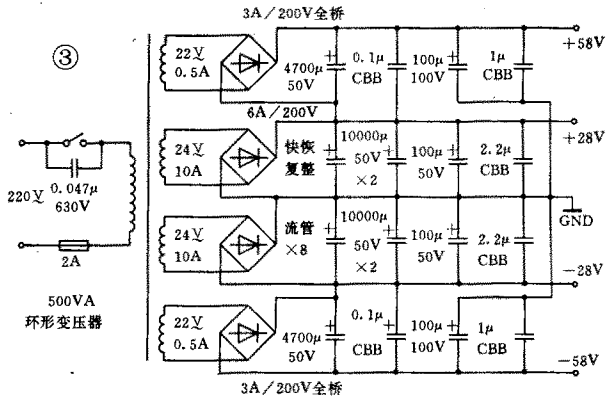 3A/200V全桥
③
22V
0.5A
4700μ
50V
0.1μ
CBB
100μ
100V
1μ
CBB
+58V
6A/200V
24V
10A
快恢
复整
10000μ
50V
×2
100μ
50V
2.2μ
CBB
+28V
220V
0.047μ
630V
GND
24V
10A
流管
×8
10000μ
50V
×2
100μ
50V
2.2μ
CBB
-28V
2A
500VA
环形变压器
22V
0.5A
4700μ
50V
0.1μ
CBB
100μ
100V
1μ
CBB
-58V
3A/200V全桥